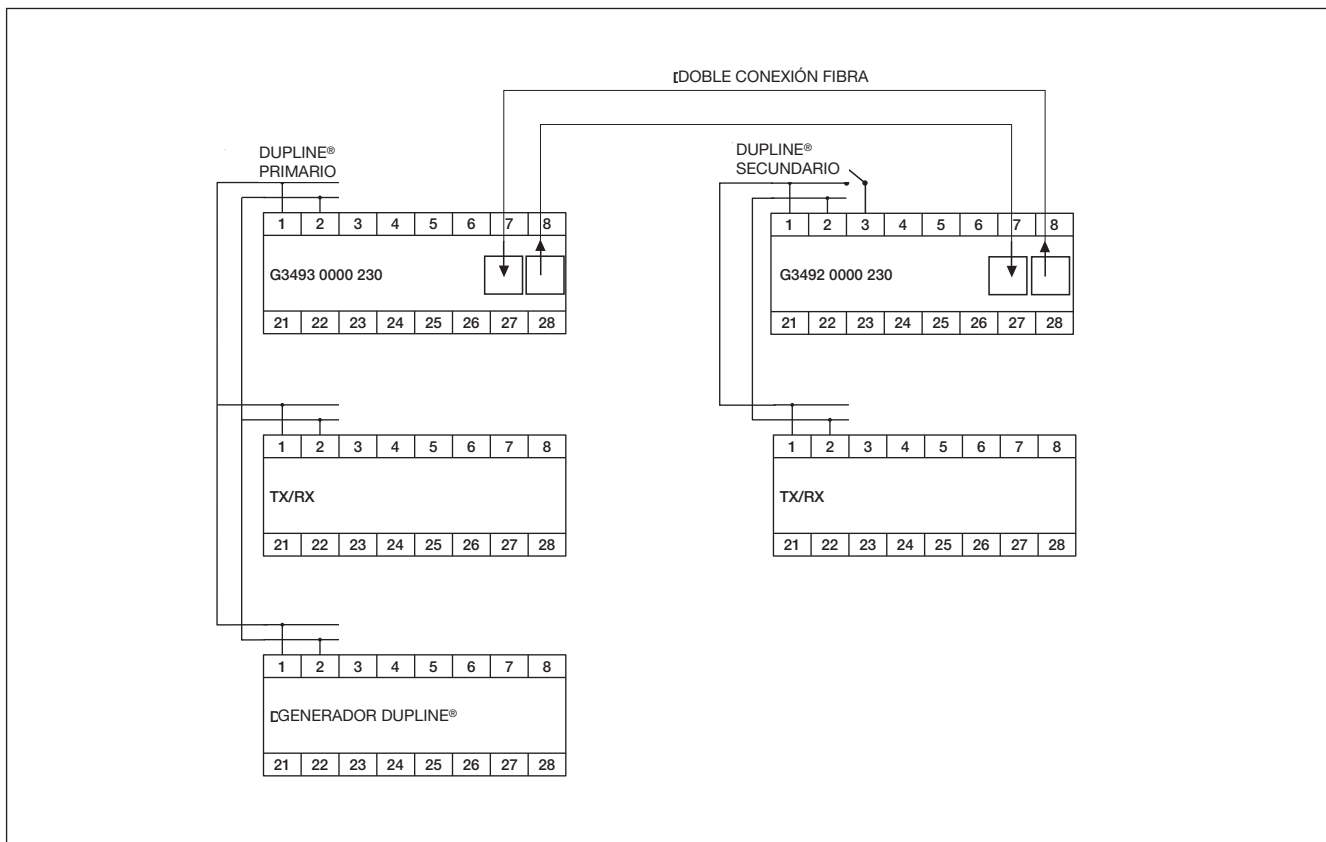 DOBLE CONEXIÓN FIBRA
DUPLINE®
PRIMARIO
DUPLINE®
SECUNDARIO
1 2 3 4 5 6 7 8
G3493 0000 230
21 22 23 24 25 26 27 28
1 2 3 4 5 6 7 8
G3492 0000 230
21 22 23 24 25 26 27 28
1 2 3 4 5 6 7 8
TX/RX
21 22 23 24 25 26 27 28
1 2 3 4 5 6 7 8
TX/RX
21 22 23 24 25 26 27 28
1 2 3 4 5 6 7 8
GENERADOR DUPLINE®
21 22 23 24 25 26 27 28